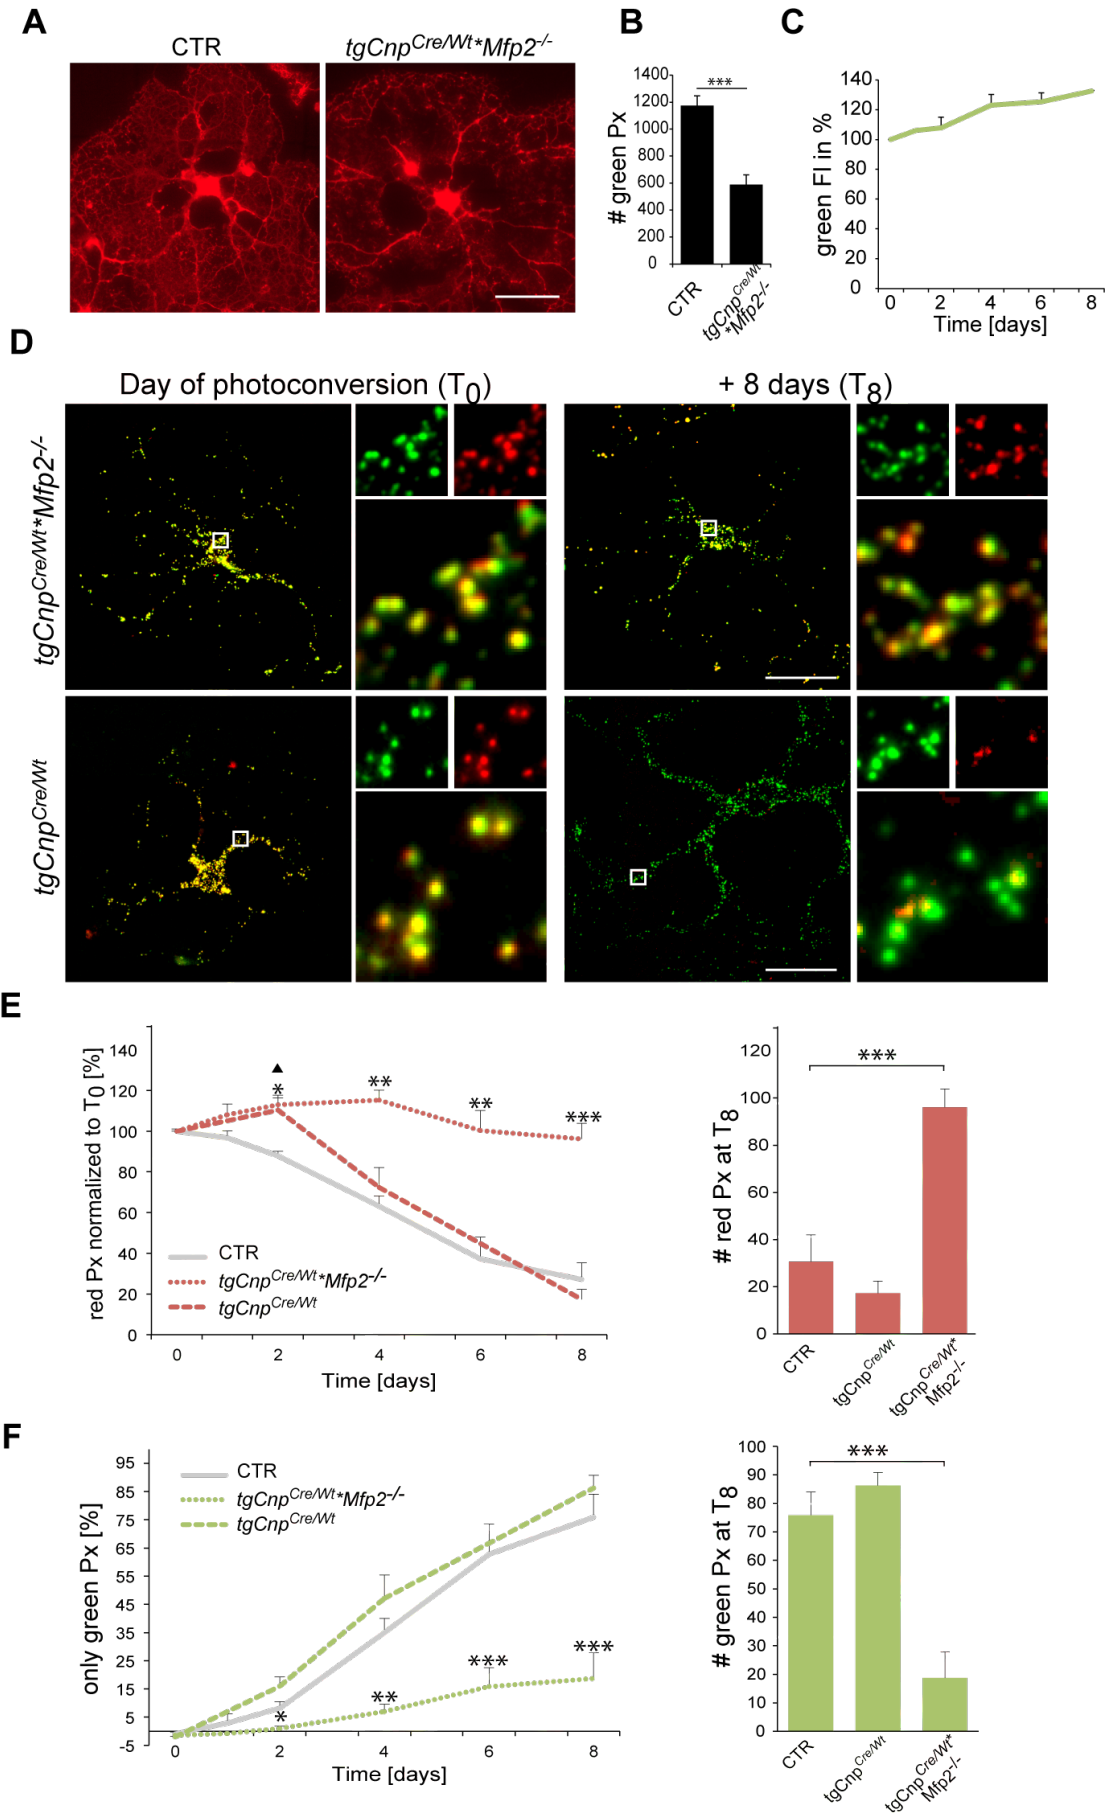 A
CTR
tgCnpCre/Wt*Mfp2-/-
B
# green Px
1400
1200
1000
800
600
400
200
0
***
CTR
tgCnpCre/Wt
*Mfp2-/-
C
green FI in %
140
120
100
80
60
40
20
0
0 2 4 6 8
Time [days]
D
Day of photoconversion (T0)
+ 8 days (T8)
tgCnpCre/Wt*Mfp2-/-
tgCnpCre/Wt
E
red Px normalized to T0 [%]
140
120
100
80
60
40
20
0
▲
*
**
**
***
CTR
tgCnpCre/Wt*Mfp2-/-
tgCnpCre/Wt
0 2 4 6 8
Time [days]
# red Px at T8
120
100
80
60
40
20
0
***
CTR
tgCnpCre/Wt
tgCnpCre/Wt*
Mfp2-/-
F
only green Px [%]
95
85
75
65
55
45
35
25
15
5
-5
CTR
tgCnpCre/Wt*Mfp2-/-
tgCnpCre/Wt
*
**
***
***
0 2 4 6 8
Time [days]
# green Px at T8
100
90
80
70
60
50
40
30
20
10
0
***
CTR
tgCnpCre/Wt
tgCnpCre/Wt*
Mfp2-/-